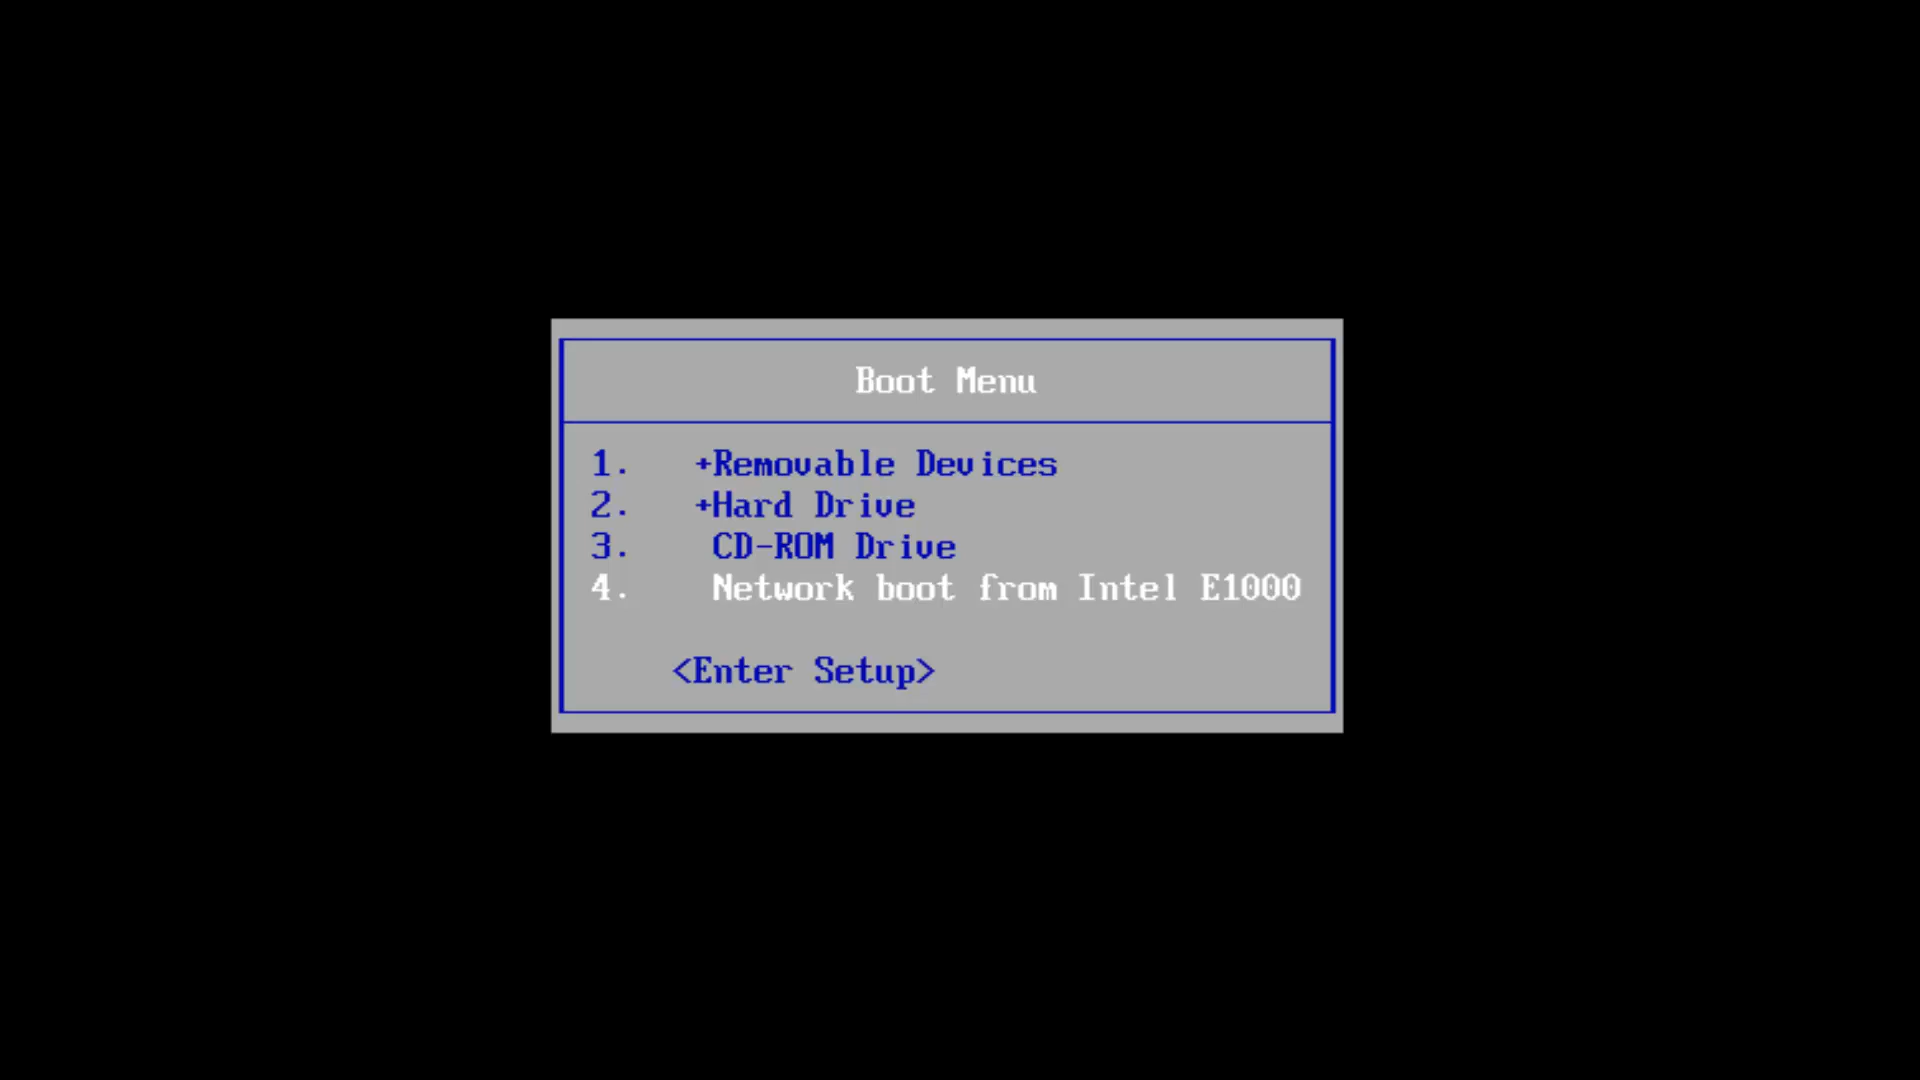 Boot Menu
1. +Removable Devices
2. +Hard Drive
3. CD-ROM Drive
4. Network boot from Intel E1000
<Enter Setup>